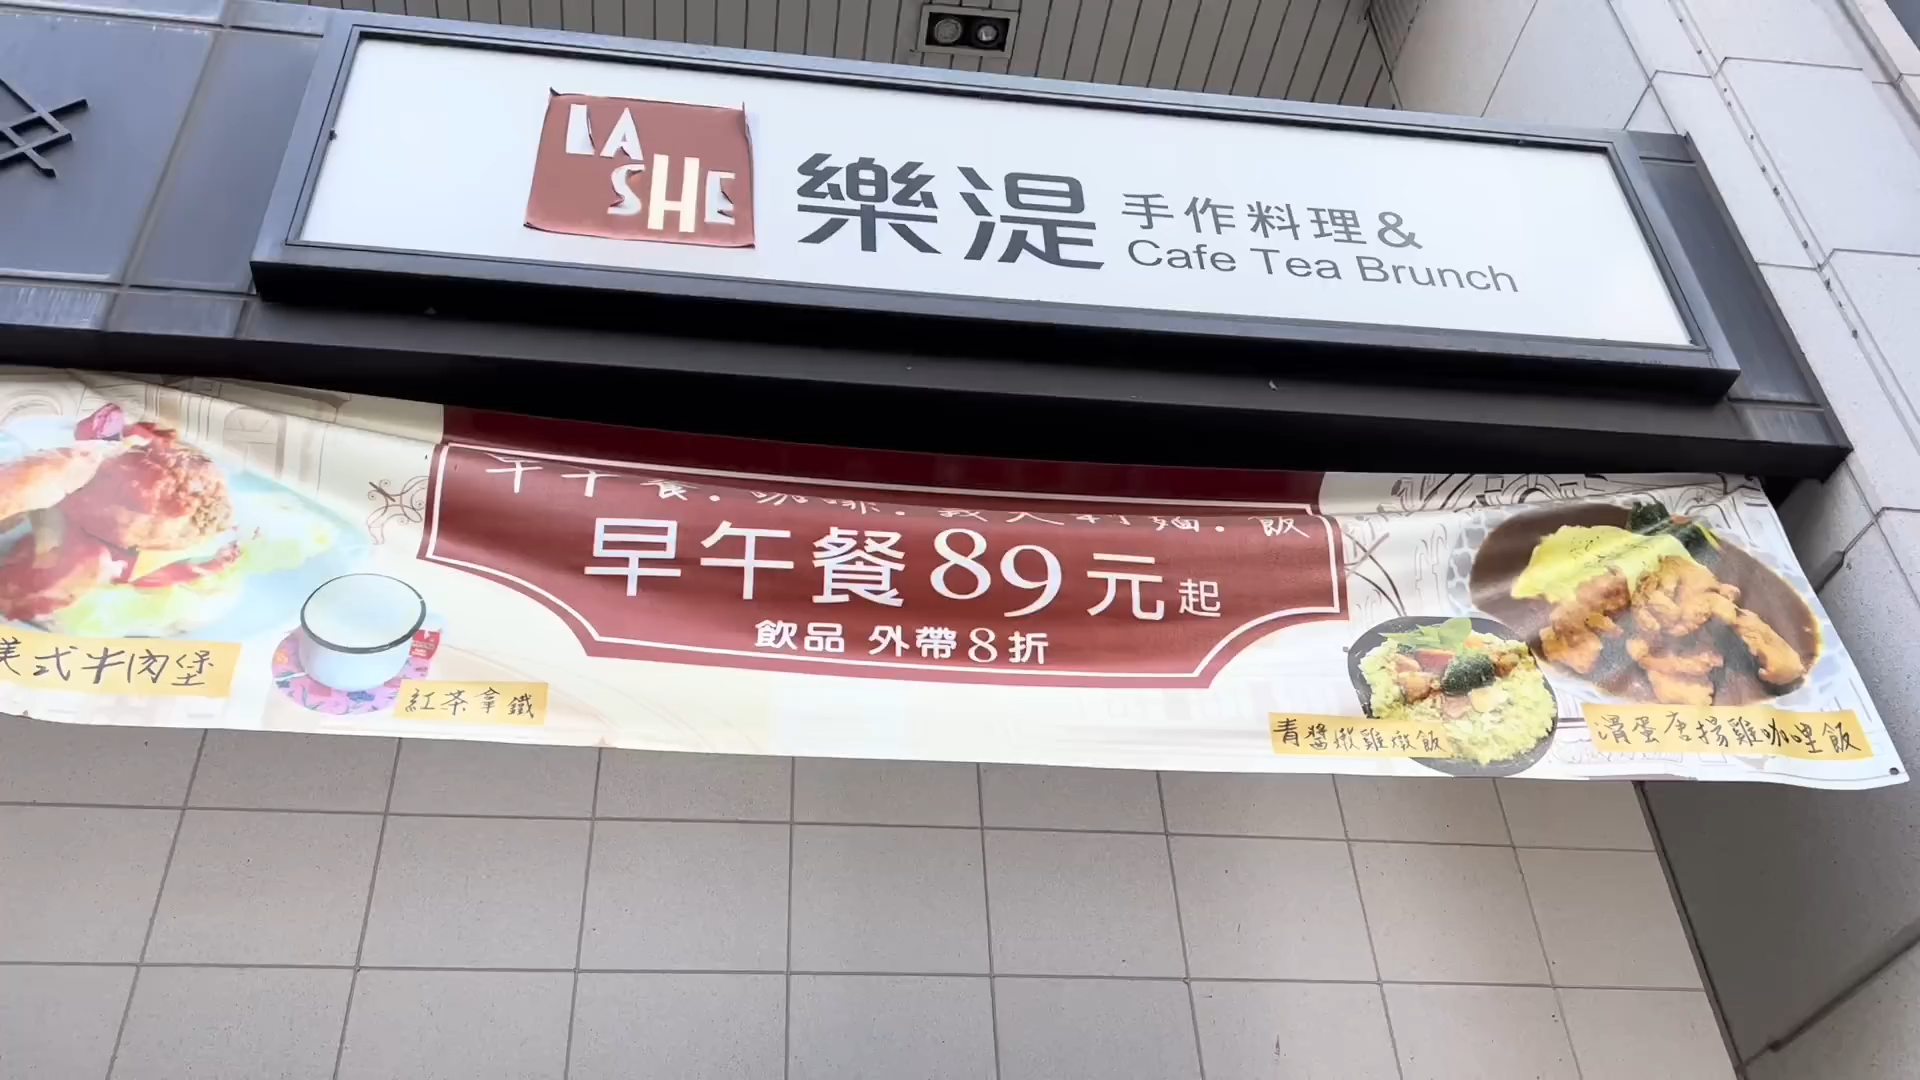 LA
SHE
樂湜 手作料理&
Cafe Tea Brunch
早午餐89元起
飲品 外帶8折
美式牛肉堡
紅茶拿鐵
青醬嫩雞燉飯
滑蛋唐揚雞咖哩飯